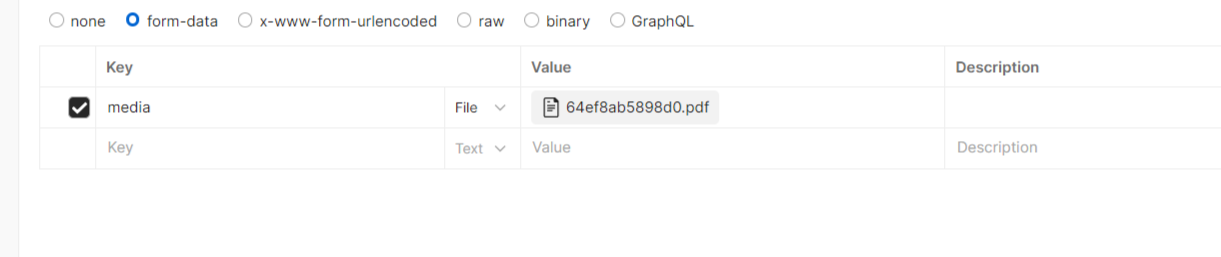 none form-data x-www-form-urlencoded raw binary GraphQL
Key Value Description
media File 64ef8ab5898d0.pdf
Key Text Value Description